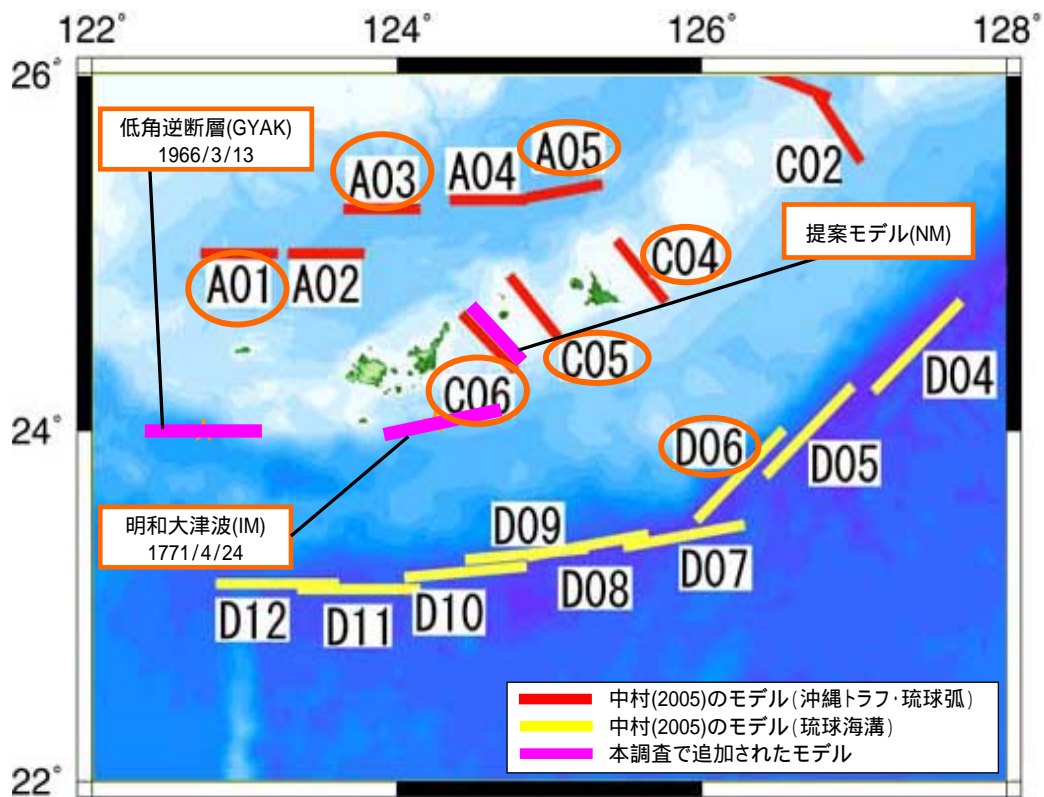 122°
124°
126°
128°
26°
低角逆断層(GYAK)
1966/3/13
A03
A04
A05
C02
提案モデル(NM)
A01
A02
C04
C05
C06
D04
24°
D06
D05
明和大津波(IM)
1771/4/24
D09
D07
D08
D10
D12
D11
中村(2005)のモデル(沖縄トラフ・琉球弧)
中村(2005)のモデル(琉球海溝)
本調査で追加されたモデル
22°